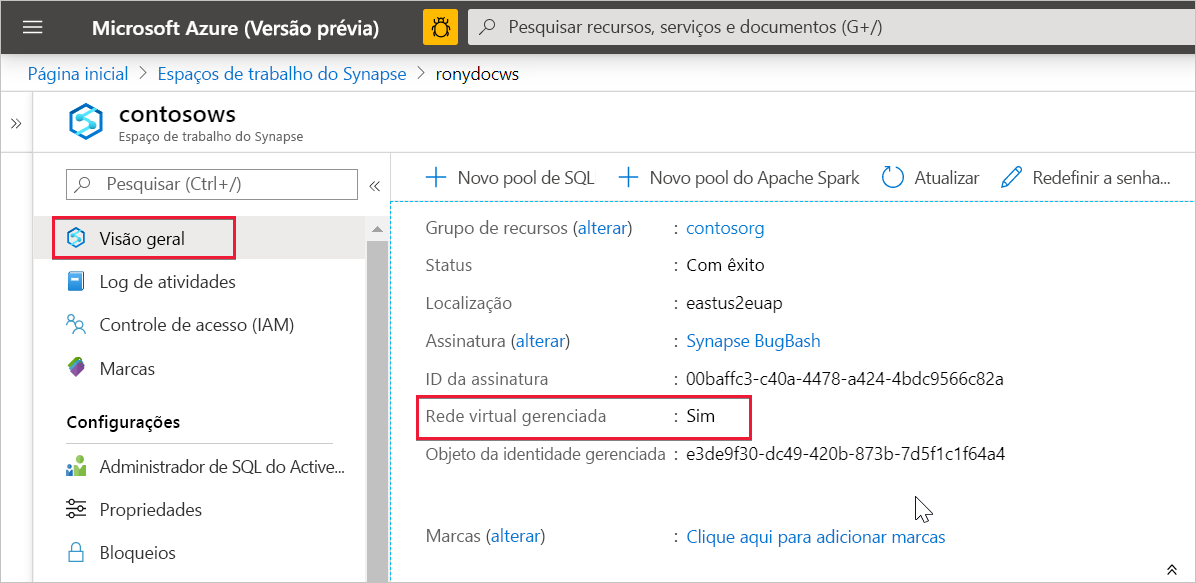 Microsoft Azure (Versão prévia)
Pesquisar recursos, serviços e documentos (G+/)
Página inicial > Espaços de trabalho do Synapse > ronydocws
contosows
Espaço de trabalho do Synapse
Pesquisar (Ctrl+/)
Visão geral
Log de atividades
Controle de acesso (IAM)
Marcas
Configurações
Administrador de SQL do Active...
Propriedades
Bloqueios
Novo pool de SQL
Novo pool do Apache Spark
Atualizar
Redefinir a senha...
Grupo de recursos (alterar) : contosorg
Status : Com êxito
Localização : eastus2euap
Assinatura (alterar) : Synapse BugBash
ID da assinatura : 00baffc3-c40a-4478-a424-4bdc9566c82a
Rede virtual gerenciada : Sim
Objeto da identidade gerenciada : e3de9f30-dc49-420b-873b-7d5f1c1f64a4
Marcas (alterar) : Clique aqui para adicionar marcas